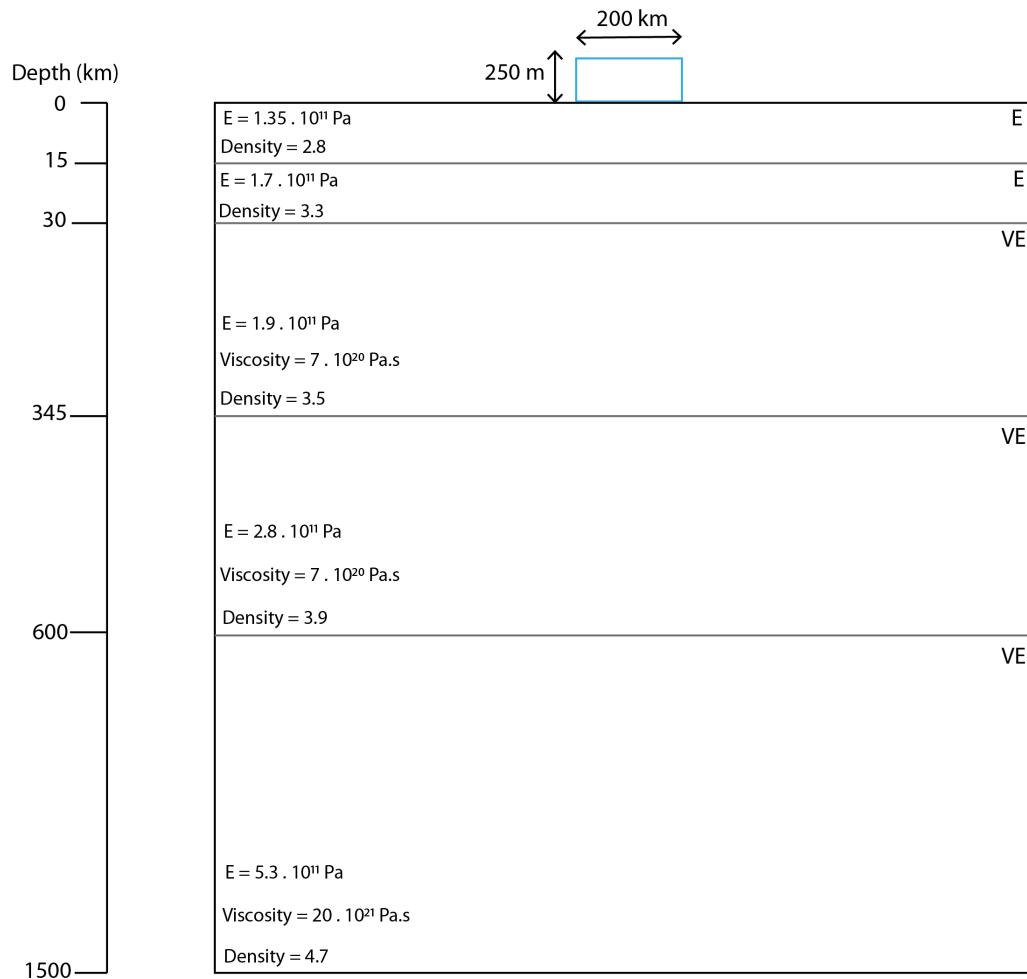 200 km
250 m
Depth (km)
0
E = 1.35 . 10¹¹ Pa
E
Density = 2.8
15
E = 1.7 . 10¹¹ Pa
E
Density = 3.3
30
VE
E = 1.9 . 10¹¹ Pa
Viscosity = 7 . 10²⁰ Pa.s
Density = 3.5
345
VE
E = 2.8 . 10¹¹ Pa
Viscosity = 7 . 10²⁰ Pa.s
Density = 3.9
600
VE
E = 5.3 . 10¹¹ Pa
Viscosity = 20 . 10²¹ Pa.s
Density = 4.7
1500